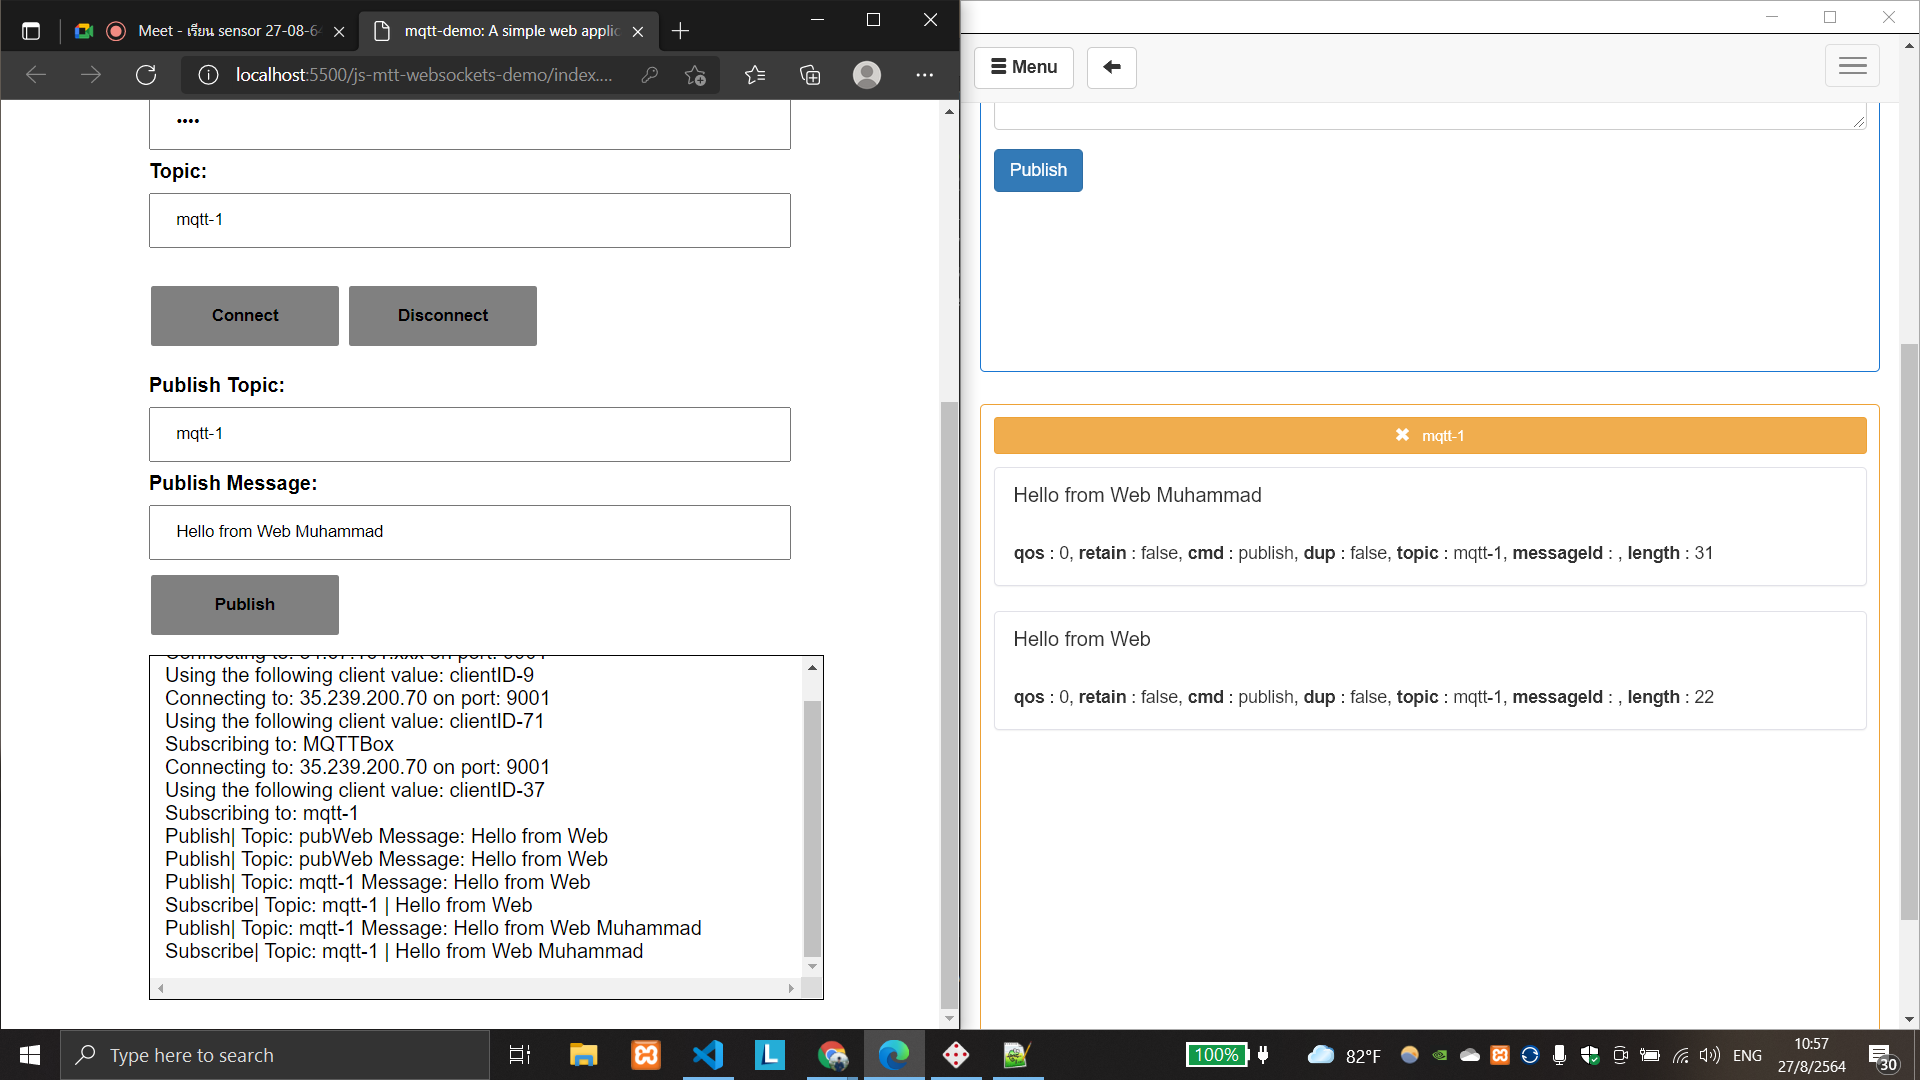 Meet - เรียน sensor 27-08-6
mqtt-demo: A simple web applic
localhost:5500/js-mtt-websockets-demo/index....
••••
Topic:
mqtt-1
Connect
Disconnect
Publish Topic:
mqtt-1
Publish Message:
Hello from Web Muhammad
Publish
Using the following client value: clientID-9
Connecting to: 35.239.200.70 on port: 9001
Using the following client value: clientID-71
Subscribing to: MQTTBox
Connecting to: 35.239.200.70 on port: 9001
Using the following client value: clientID-37
Subscribing to: mqtt-1
Publish| Topic: pubWeb Message: Hello from Web
Publish| Topic: pubWeb Message: Hello from Web
Publish| Topic: mqtt-1 Message: Hello from Web
Subscribe| Topic: mqtt-1 | Hello from Web
Publish| Topic: mqtt-1 Message: Hello from Web Muhammad
Subscribe| Topic: mqtt-1 | Hello from Web Muhammad
Menu
Publish
mqtt-1
Hello from Web Muhammad
qos : 0, retain : false, cmd : publish, dup : false, topic : mqtt-1, messageId : , length : 31
Hello from Web
qos : 0, retain : false, cmd : publish, dup : false, topic : mqtt-1, messageId : , length : 22
Type here to search
L
100%
82°F
ENG
10:57
27/8/2564
30